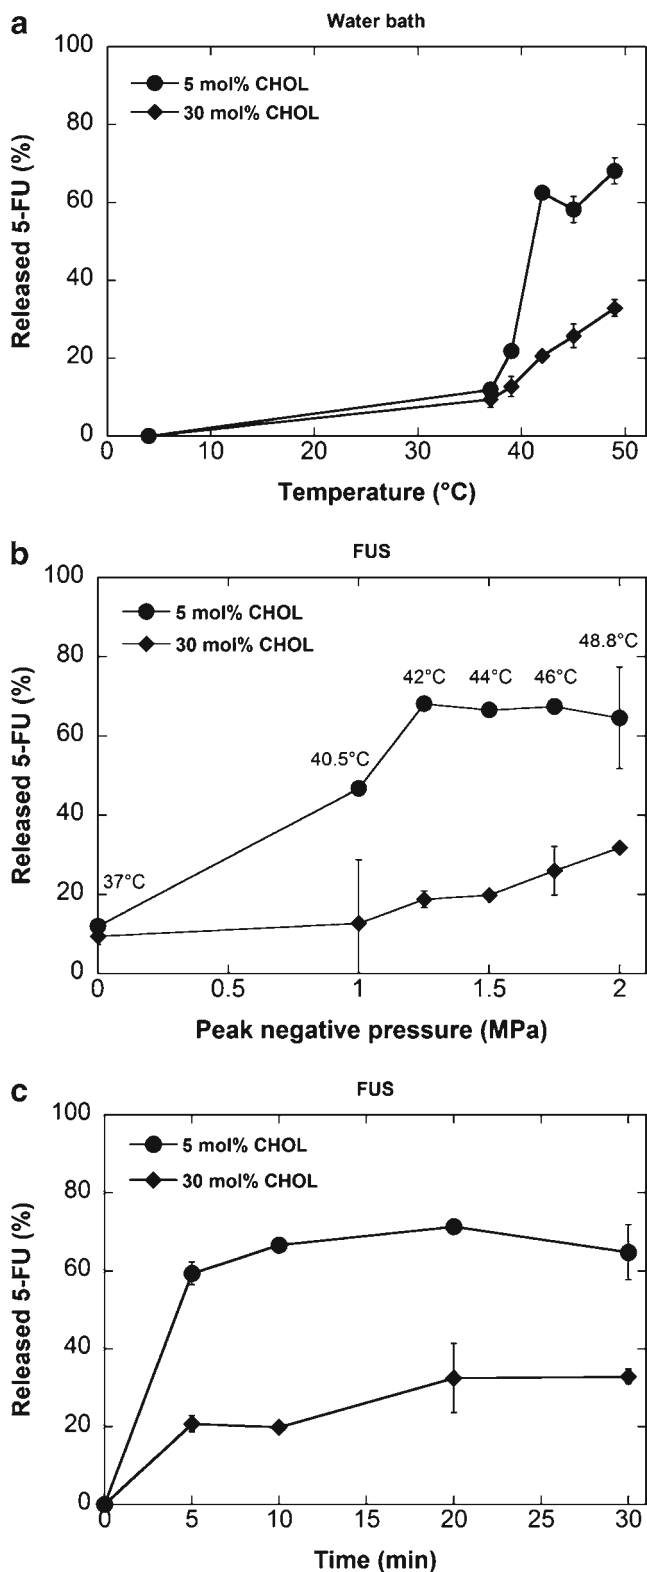 a
Water bath
100
80
60
40
20
0
5 mol% CHOL
30 mol% CHOL
Released 5-FU (%)
0 10 20 30 40 50
Temperature (°C)
b
FUS
100
80
60
40
20
0
5 mol% CHOL
30 mol% CHOL
48.8°C
42°C 44°C 46°C
40.5°C
37°C
Released 5-FU (%)
0 0.5 1 1.5 2
Peak negative pressure (MPa)
c
FUS
100
80
60
40
20
0
5 mol% CHOL
30 mol% CHOL
Released 5-FU (%)
0 5 10 15 20 25 30
Time (min)